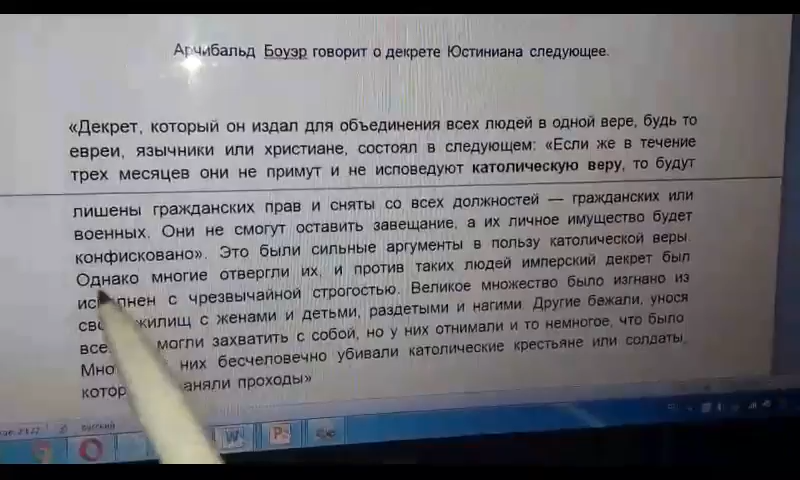 Арчибальд Боуэр говорит о декрете Юстиниана следующее.
«Декрет, который он издал для объединения всех людей в одной вере, будь то
евреи, язычники или христиане, состоял в следующем: «Если же в течение
трех месяцев они не примут и не исповедуют католическую веру, то будут
лишены гражданских прав и сняты со всех должностей — гражданских или
военных. Они не смогут оставить завещание, а их личное имущество будет
конфисковано». Это были сильные аргументы в пользу католической веры.
Однако многие отвергли их, и против таких людей имперский декрет был
с чрезвычайной строгостью. Великое множество было изгнано из
жилищ с женами и детьми, раздетыми и нагими. Другие бежали, унося
могли захватить с собой, но у них отнимали и то немногое, что было
них бесчеловечно убивали католические крестьяне или солдаты,
проходы»
русский